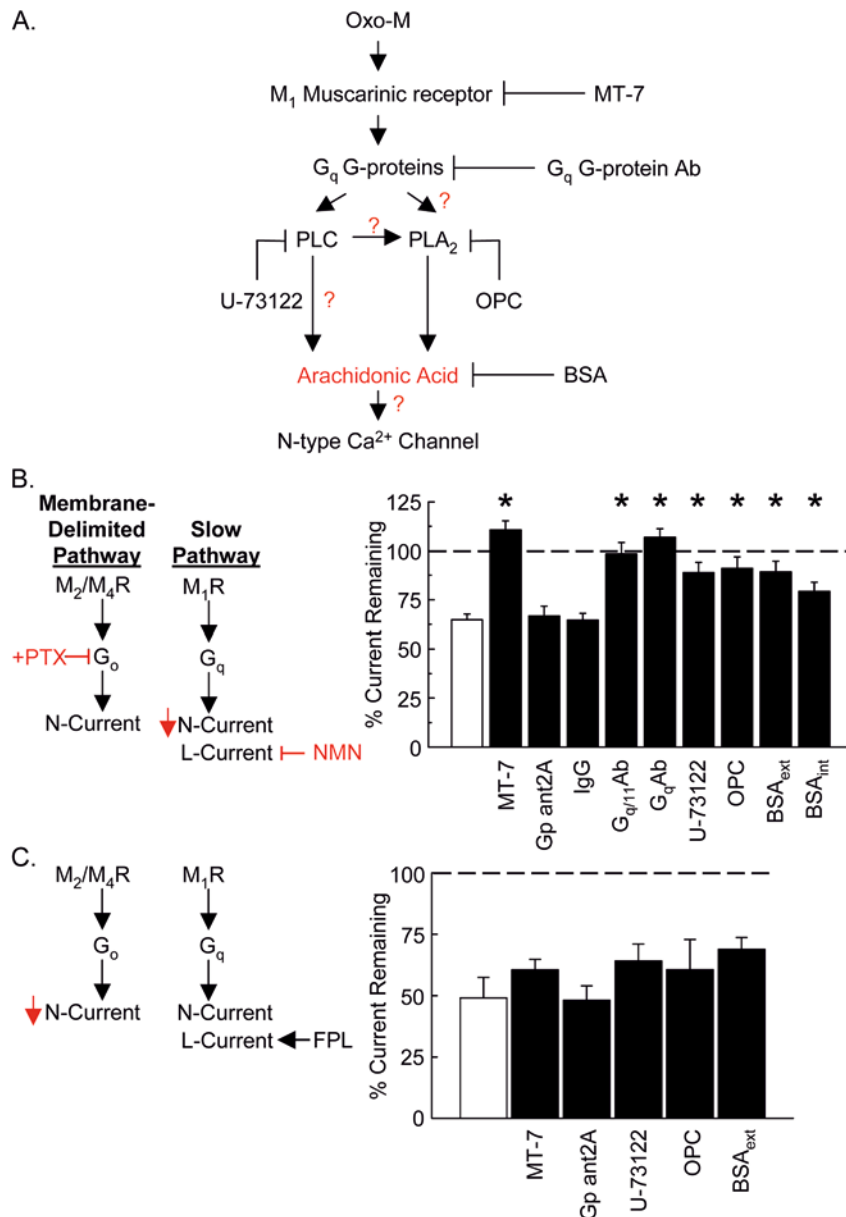 A.
Oxo-M
M₁ Muscarinic receptor MT-7
Gq G-proteins Gq G-protein Ab
?
?
PLC PLA₂
U-73122 ? OPC
Arachidonic Acid BSA
?
N-type Ca²⁺ Channel
B.
Membrane-
Delimited
Pathway
Slow
Pathway
M₂/M₄R M₁R
+PTX Gₒ Gq
N-Current N-Current
L-Current NMN
% Current Remaining
125
100
75
50
25
0
* * * * * * *
MT-7
Gp ant2A
IgG
Gq/11Ab
GqAb
U-73122
OPC
BSAext
BSAint
C.
M₂/M₄R M₁R
Gₒ Gq
N-Current N-Current
L-Current FPL
% Current Remaining
100
75
50
25
0
MT-7
Gp ant2A
U-73122
OPC
BSAext